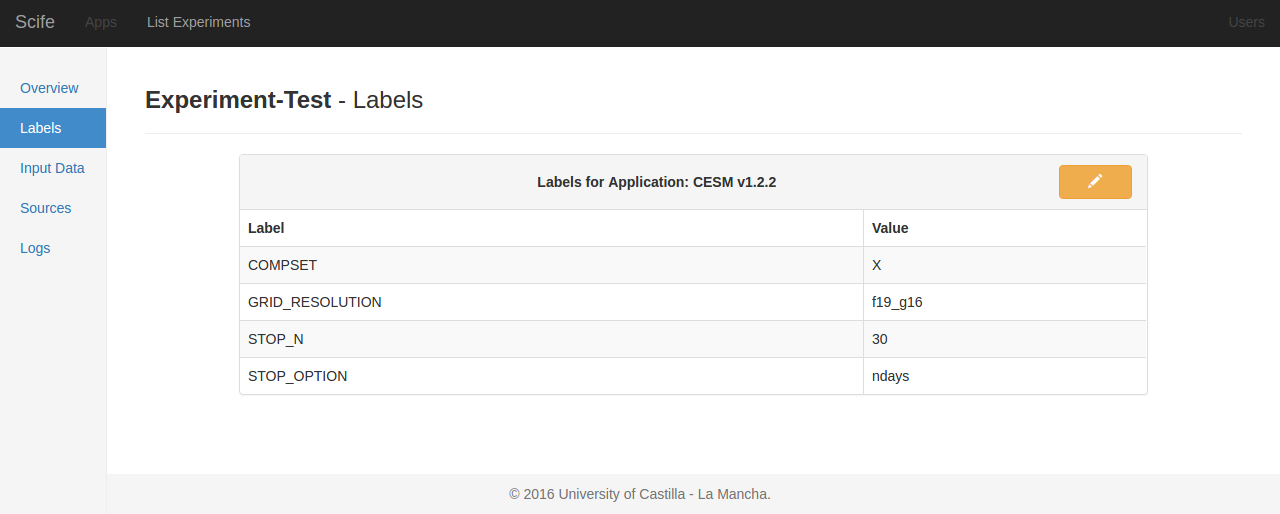 Scife Apps List Experiments Users
Overview
Labels
Input Data
Sources
Logs
Experiment-Test - Labels
Labels for Application: CESM v1.2.2
Label Value
COMPSET X
GRID_RESOLUTION f19_g16
STOP_N 30
STOP_OPTION ndays
© 2016 University of Castilla - La Mancha.